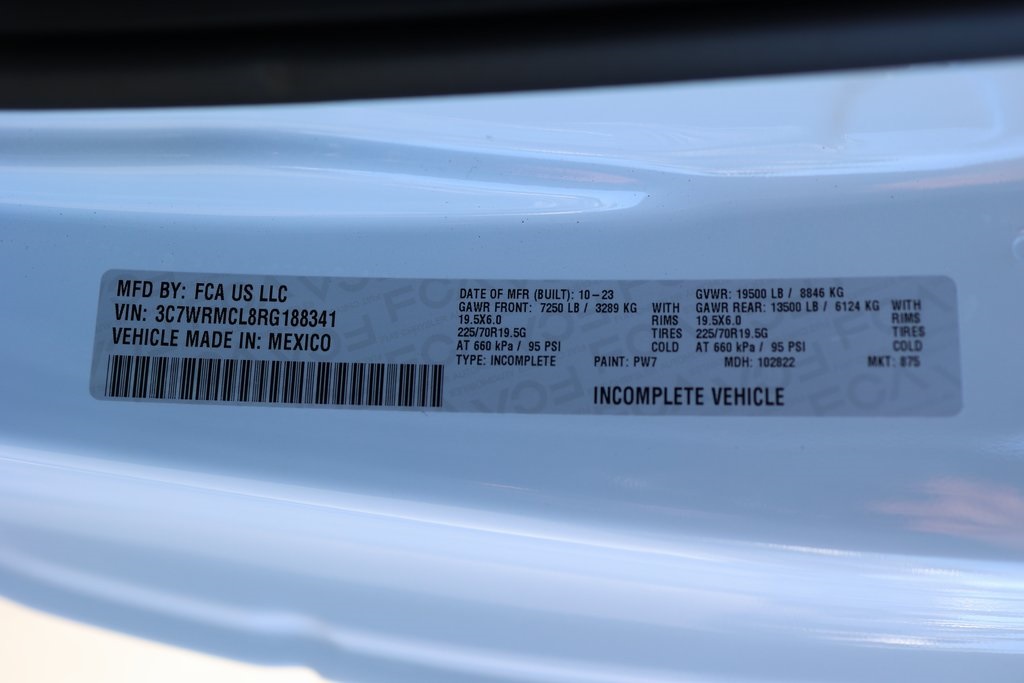 MFD BY: FCA US LLC
VIN: 3C7WRMCL8RG188341
VEHICLE MADE IN: MEXICO
DATE OF MFR (BUILT): 10-23
GAWR FRONT: 7250 LB / 3289 KG WITH
19.5X6.0 RIMS
225/70R19.5G TIRES
AT 660 kPa / 95 PSI COLD
TYPE: INCOMPLETE
GVWR: 19500 LB / 8846 KG
GAWR REAR: 13500 LB / 6124 KG WITH
19.5X6.0 RIMS
225/70R19.5G TIRES
AT 660 kPa / 95 PSI COLD
PAINT: PW7 MDH: 102822 MKT: 875
INCOMPLETE VEHICLE